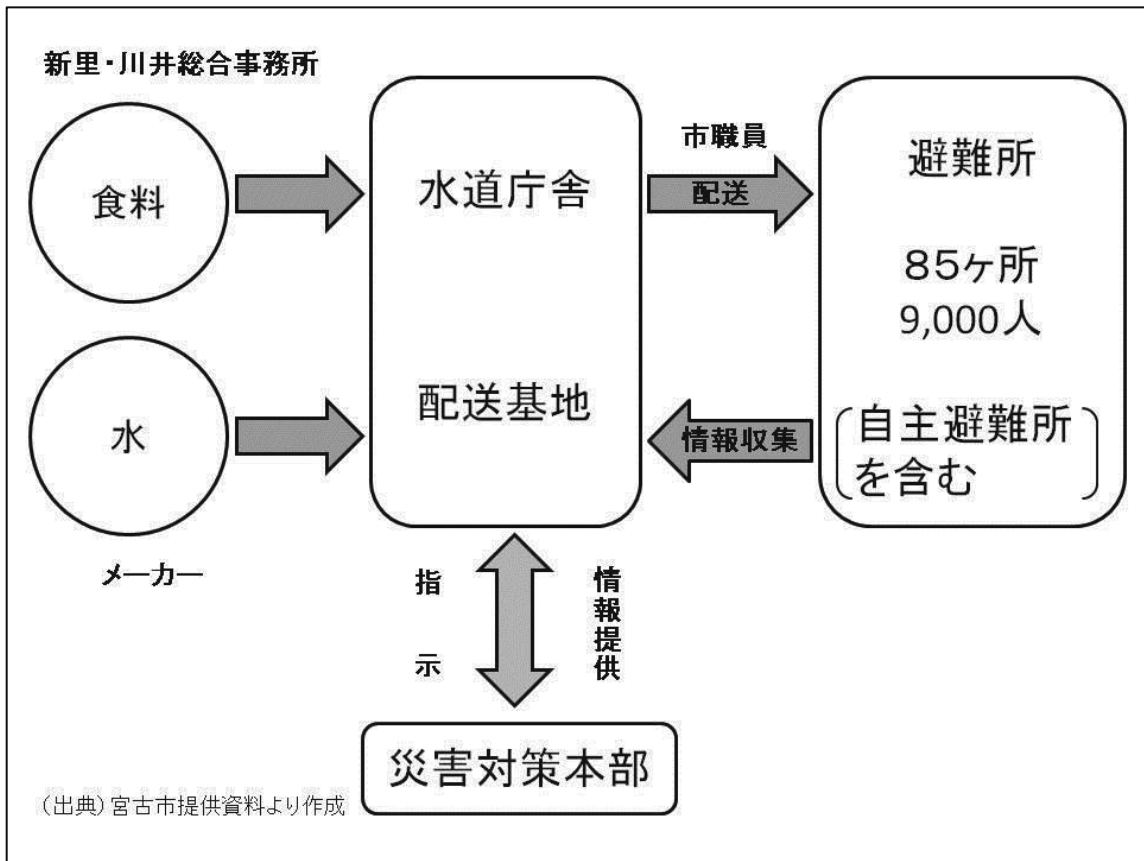 新里・川井総合事務所
食料
水
メーカー
水道庁舎
配送基地
市職員
配送
情報収集
避難所
85ヶ所
9,000人
自主避難所
を含む
指示
情報提供
災害対策本部
(出典)宮古市提供資料より作成